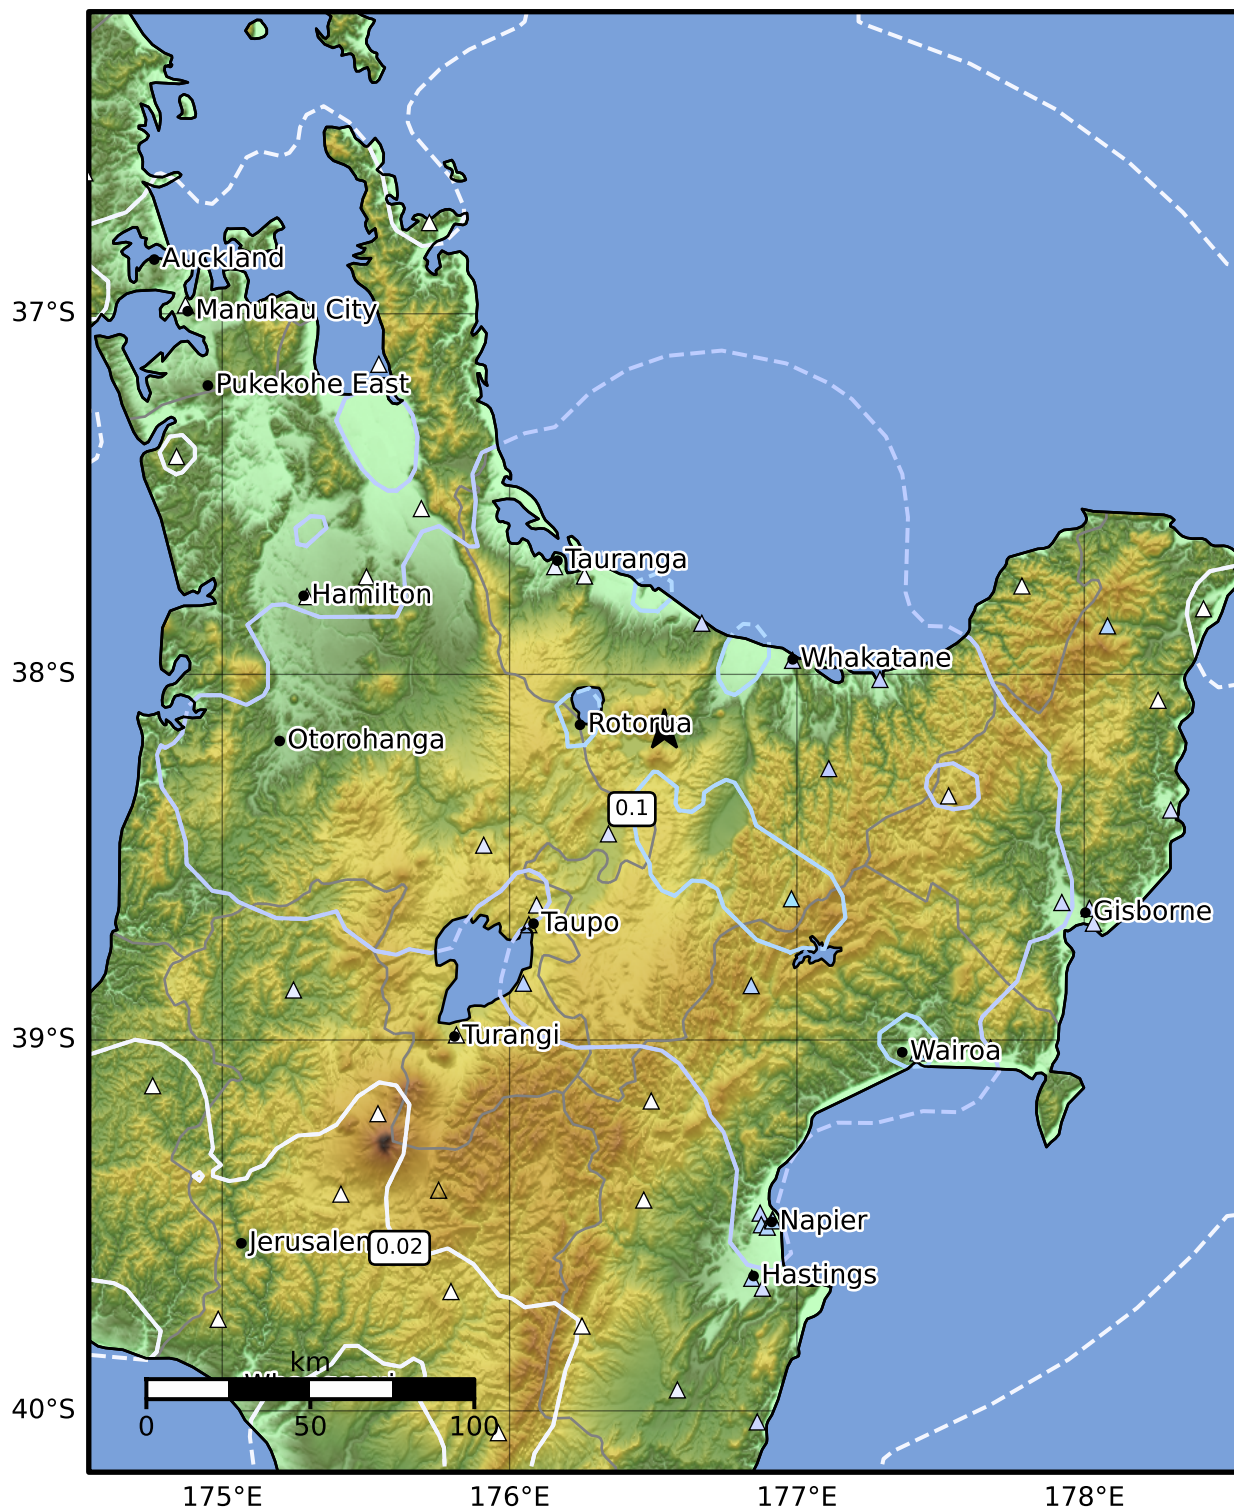 Auckland
37°S
Manukau City
Pukekohe East
Tauranga
Hamilton
38°S
Whakatane
Rotorua
Otorohanga
0.1
Gisborne
Taupo
39°S
Turangi
Wairoa
Napier
Jerusalem
0.02
Hastings
km
40°S
0 50 100
175°E 176°E 177°E 178°E